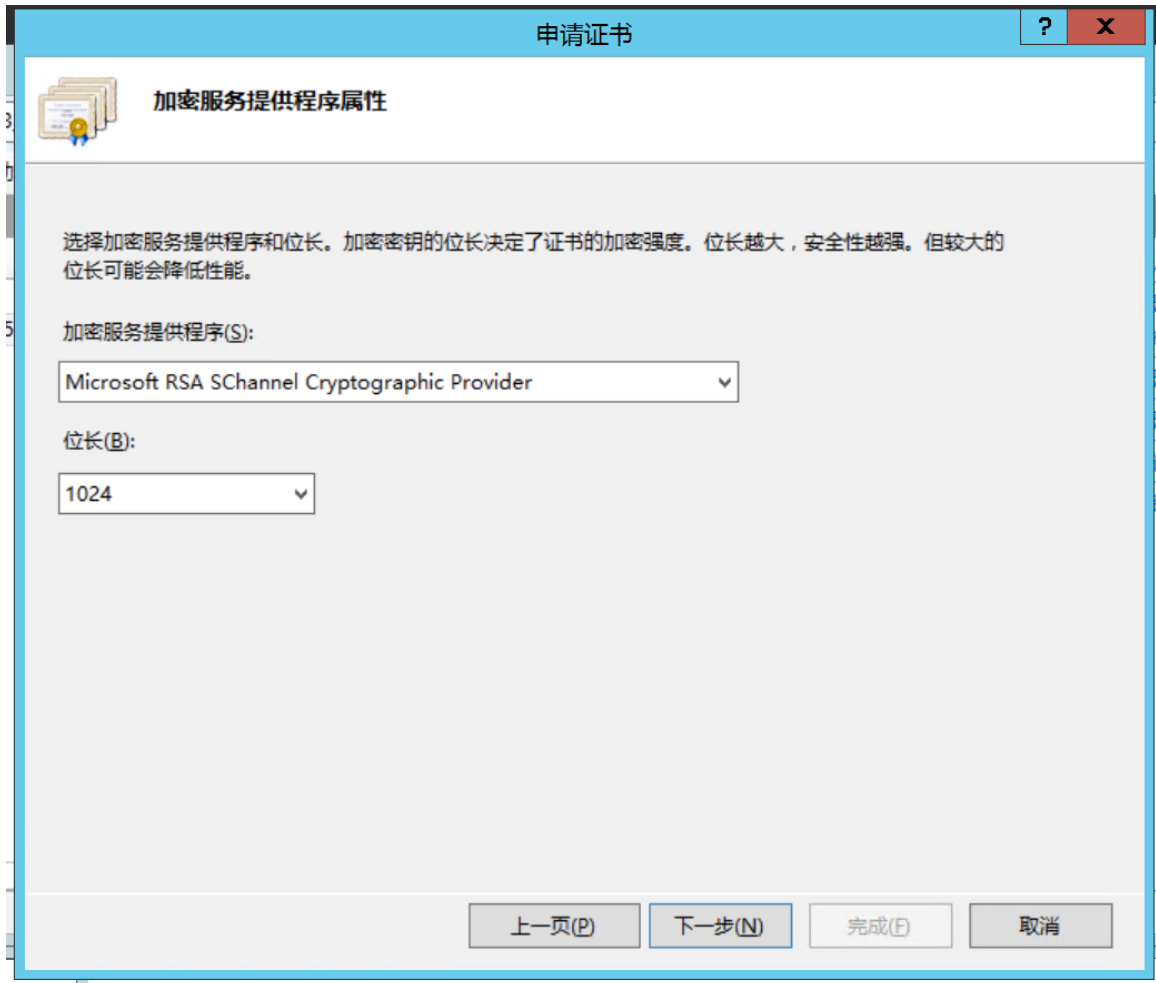 申请证书
?
X
加密服务提供程序属性
选择加密服务提供程序和位长。加密密钥的位长决定了证书的加密强度。位长越大，安全性越强。但较大的
位长可能会降低性能。
加密服务提供程序(S):
Microsoft RSA SChannel Cryptographic Provider
位长(B):
1024
上一页(P)
下一步(N)
完成(F)
取消